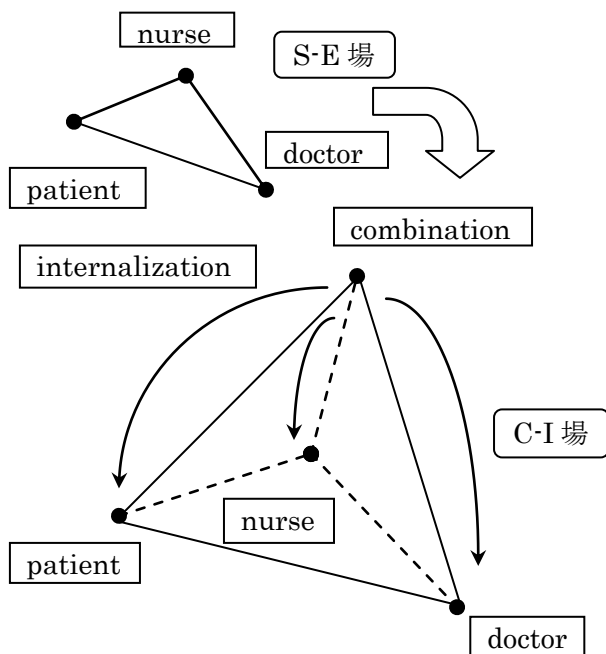 nurse
S-E 場
doctor
patient
combination
internalization
C-I 場
nurse
patient
doctor